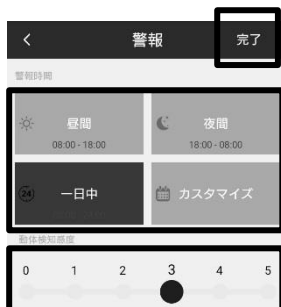 警報 完了
警報時間
昼間 夜間
08:00 - 18:00 18:00 - 08:00
24 一日中 カスタマイズ
動体検知感度
0 1 2 3 4 5